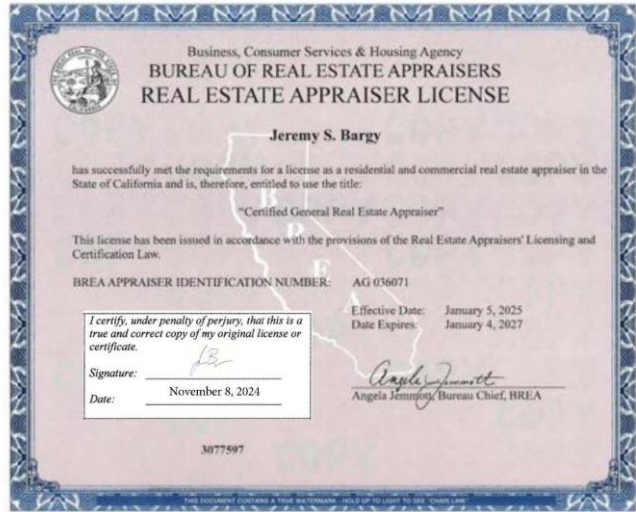 Business, Consumer Services & Housing Agency
BUREAU OF REAL ESTATE APPRAISERS
REAL ESTATE APPRAISER LICENSE
Jeremy S. Bargy
has successfully met the requirements for a license as a residential and commercial real estate appraiser in the
State of California and is, therefore, entitled to use the title:
“Certified General Real Estate Appraiser”
This license has been issued in accordance with the provisions of the Real Estate Appraisers' Licensing and
Certification Law.
BREA APPRAISER IDENTIFICATION NUMBER: AG 036071
Effective Date: January 5, 2025
Date Expires: January 4, 2027
I certify, under penalty of perjury, that this is a
true and correct copy of my original license or
certificate.
Signature:
Date: November 8, 2024
Angela Jemmott
Angela Jemmott, Bureau Chief, BREA
3077597
THIS DOCUMENT CONTAINS A TRUE WATERMARK - HOLD UP TO LIGHT TO SEE "CHAIN LINK"
B
R
E
A